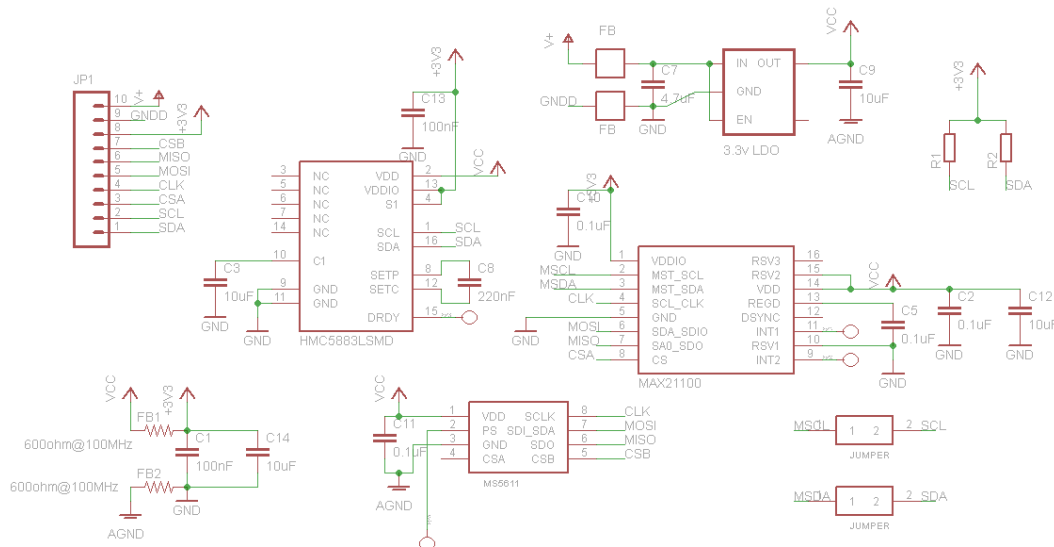 JP1
10 V+
9 GNDD
8 +3V3
7 CSB
6 MISO
5 MOSI
4 CLK
3 CSA
2 SCL
1 SDA
+3V3
C13
100nF
GND
VCC
3 NC VDD 2
5 NC VDDIO 13
6 NC S1 4
7 NC
14 NC SCL 1 SCL
SDA 16 SDA
10 C1 SETP 8
SETC 12
9 GND
11 GND DRDY 15
HMC5883LSMD
C3
10uF
GND
GND
C8
220nF
V+
FB
GNDD
FB
C7
4.7uF
GND
IN OUT
GND
EN
3.3v LDO
VCC
C9
10uF
AGND
+3V3
R1
R2
SCL
SDA
C10
0.1uF
GND
+3V3
1 VDDIO RSV3 16
MSCL 2 MST_SCL RSV2 15
MSDA 3 MST_SDA VDD 14
CLK 4 SCL_CLK REGD 13
5 GND DSYNC 12
MOSI 6 SDA_SDIO INT1 11
MISO 7 SA0_SDO RSV1 10
CSA 8 CS INT2 9
MAX21100
GND
VCC
C5
0.1uF
GND
C2
0.1uF
GND
C12
10uF
GND
VCC
+3V3
FB1
600ohm@100MHz
C1
100nF
C14
10uF
FB2
600ohm@100MHz
GND
AGND
VCC
C11
0.1uF
AGND
1 VDD SCLK 8 CLK
2 PS SDI_SDA 7 MOSI
3 GND SDO 6 MISO
4 CSA CSB 5 CSB
MS5611
MSCL 1 1 2 2 SCL
JUMPER
MSDA 1 1 2 2 SDA
JUMPER